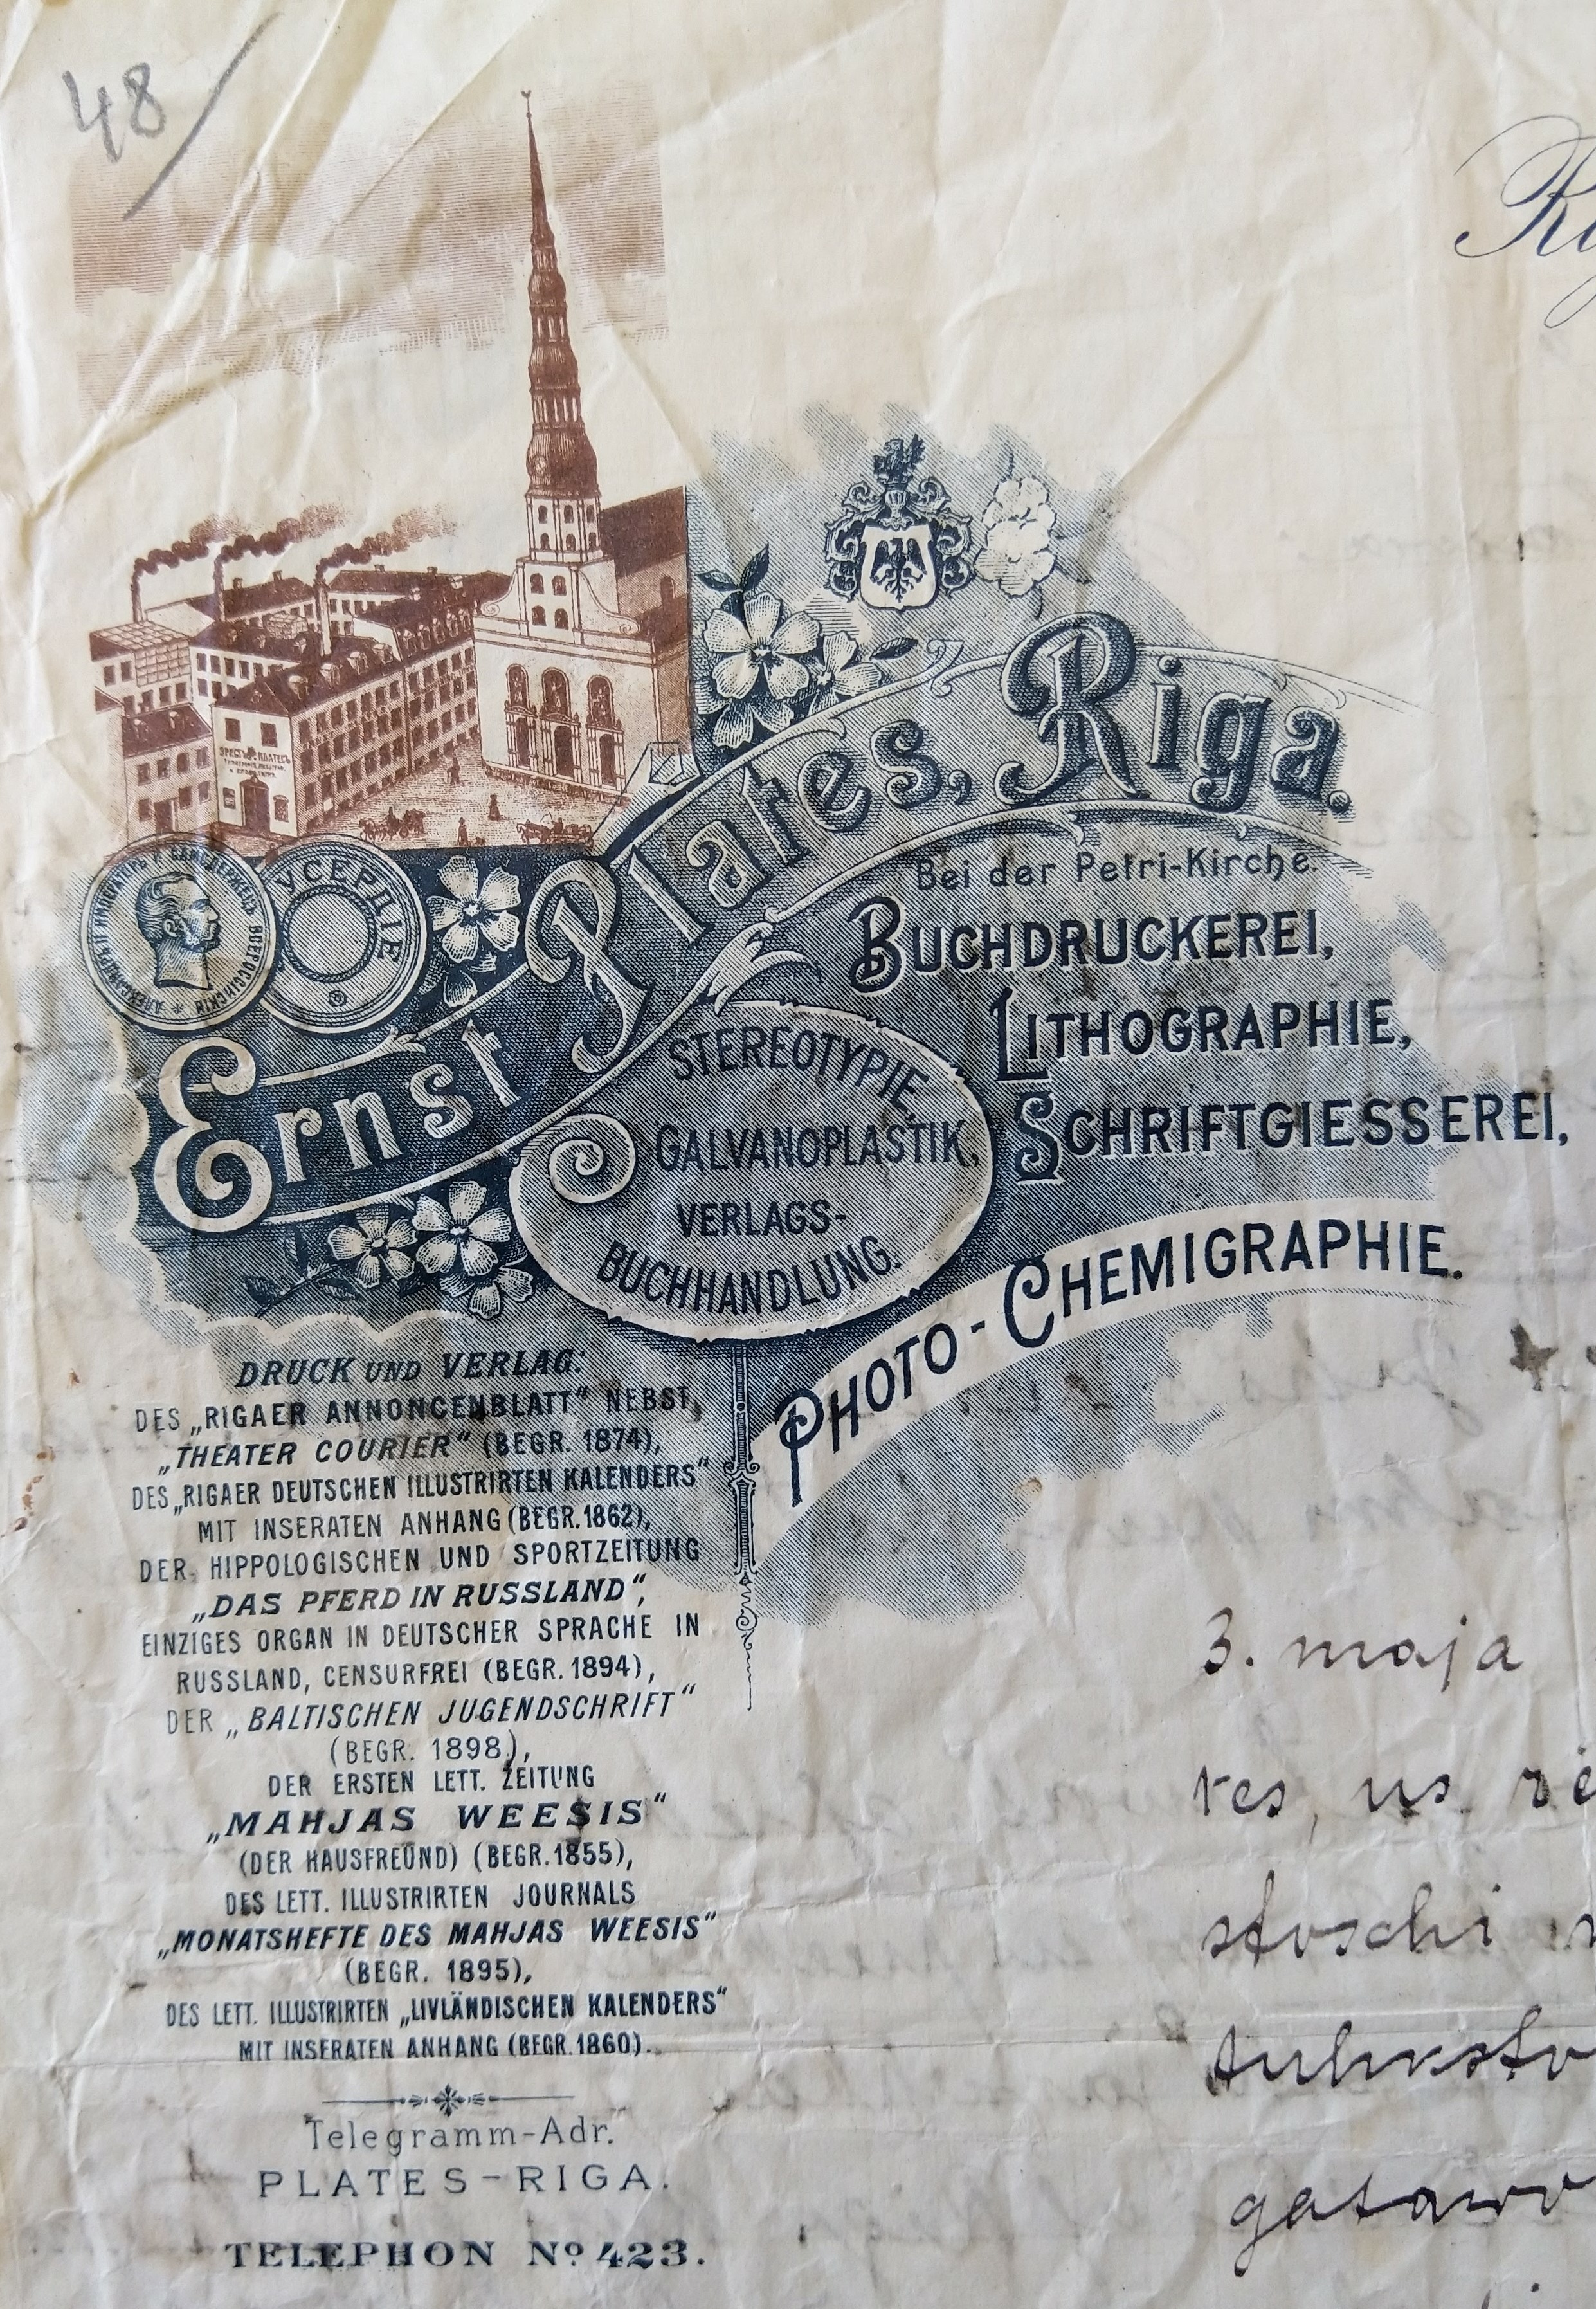 48
Ernst Plates, Riga.
Bei der Petri-Kirche.
BUCHDRUCKEREI,
LITHOGRAPHIE,
SCHRIFTGIESSEREI,
PHOTO-CHEMIGRAPHIE.
STEREOTYPIE,
GALVANOPLASTIK,
VERLAGS-
BUCHHANDLUNG.
УСЕРДІЕ
ЭРНСТЪ ПЛАТЕСЪ
DRUCK UND VERLAG:
DES „RIGAER ANNONCENBLATT“ NEBST
„THEATER COURIER“ (BEGR. 1874),
DES „RIGAER DEUTSCHEN ILLUSTRIRTEN KALENDERS“
MIT INSERATEN ANHANG (BEGR. 1862),
DER HIPPOLOGISCHEN UND SPORTZEITUNG
„DAS PFERD IN RUSSLAND“,
EINZIGES ORGAN IN DEUTSCHER SPRACHE IN
RUSSLAND, CENSURFREI (BEGR. 1894),
DER „BALTISCHEN JUGENDSCHRIFT“
(BEGR. 1898),
DER ERSTEN LETT. ZEITUNG
„MAHJAS WEESIS“
(DER HAUSFREUND) (BEGR. 1855),
DES LETT. ILLUSTRIRTEN JOURNALS
„MONATSHEFTE DES MAHJAS WEESIS“
(BEGR. 1895),
DES LETT. ILLUSTRIRTEN „LIVLÄNDISCHEN KALENDERS“
MIT INSERATEN ANHANG (BEGR. 1860).
Telegramm-Adr.
PLATES-RIGA.
TELEPHON No 423.
3. maja